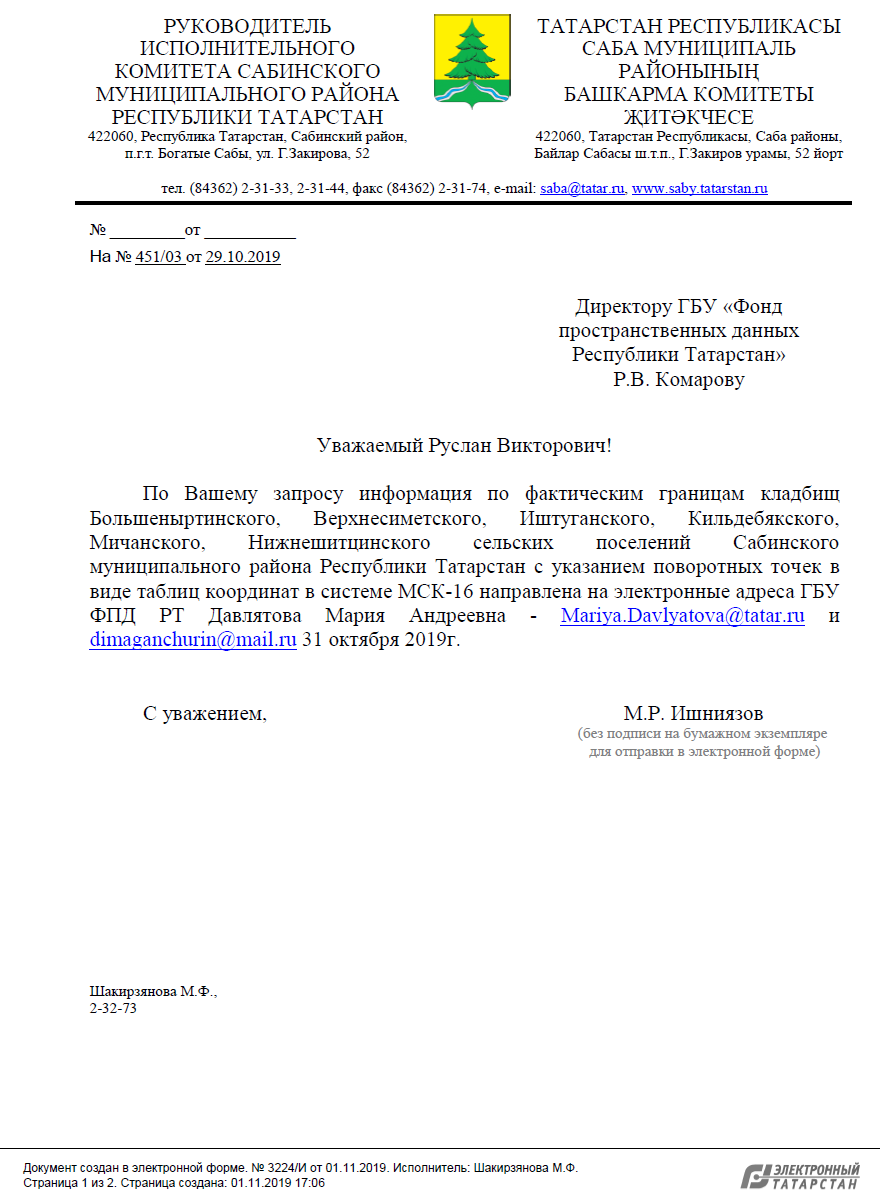 РУКОВОДИТЕЛЬ
ИСПОЛНИТЕЛЬНОГО
КОМИТЕТА САБИНСКОГО
МУНИЦИПАЛЬНОГО РАЙОНА
РЕСПУБЛИКИ ТАТАРСТАН
422060, Республика Татарстан, Сабинский район,
п.г.т. Богатые Сабы, ул. Г.Закирова, 52
ТАТАРСТАН РЕСПУБЛИКАСЫ
САБА МУНИЦИПАЛЬ
РАЙОНЫНЫҢ
БАШКАРМА КОМИТЕТЫ
ҖИТӘКЧЕСЕ
422060, Татарстан Республикасы, Саба районы,
Байлар Сабасы ш.т.п., Г.Закиров урамы, 52 йорт
тел. (84362) 2-31-33, 2-31-44, факс (84362) 2-31-74, e-mail: saba@tatar.ru, www.saby.tatarstan.ru
№ __________от ____________
На № 451/03 от 29.10.2019
Директору ГБУ «Фонд
пространственных данных
Республики Татарстан»
Р.В. Комарову
Уважаемый Руслан Викторович!
По Вашему запросу информация по фактическим границам кладбищ
Большеныртинского, Верхнесиметского, Иштуганского, Кильдебякского,
Мичанского, Нижнешитцинского сельских поселений Сабинского
муниципального района Республики Татарстан с указанием поворотных точек в
виде таблиц координат в системе МСК-16 направлена на электронные адреса ГБУ
ФПД РТ Давлятова Мария Андреевна - Mariya.Davlyatova@tatar.ru и
dimaganchurin@mail.ru 31 октября 2019г.
С уважением,
М.Р. Ишниязов
(без подписи на бумажном экземпляре
для отправки в электронной форме)
Шакирзянова М.Ф.,
2-32-73
Документ создан в электронной форме. № 3224/И от 01.11.2019. Исполнитель: Шакирзянова М.Ф.
Страница 1 из 2. Страница создана: 01.11.2019 17:06
ЭЛЕКТРОННЫЙ
ТАТАРСТАН